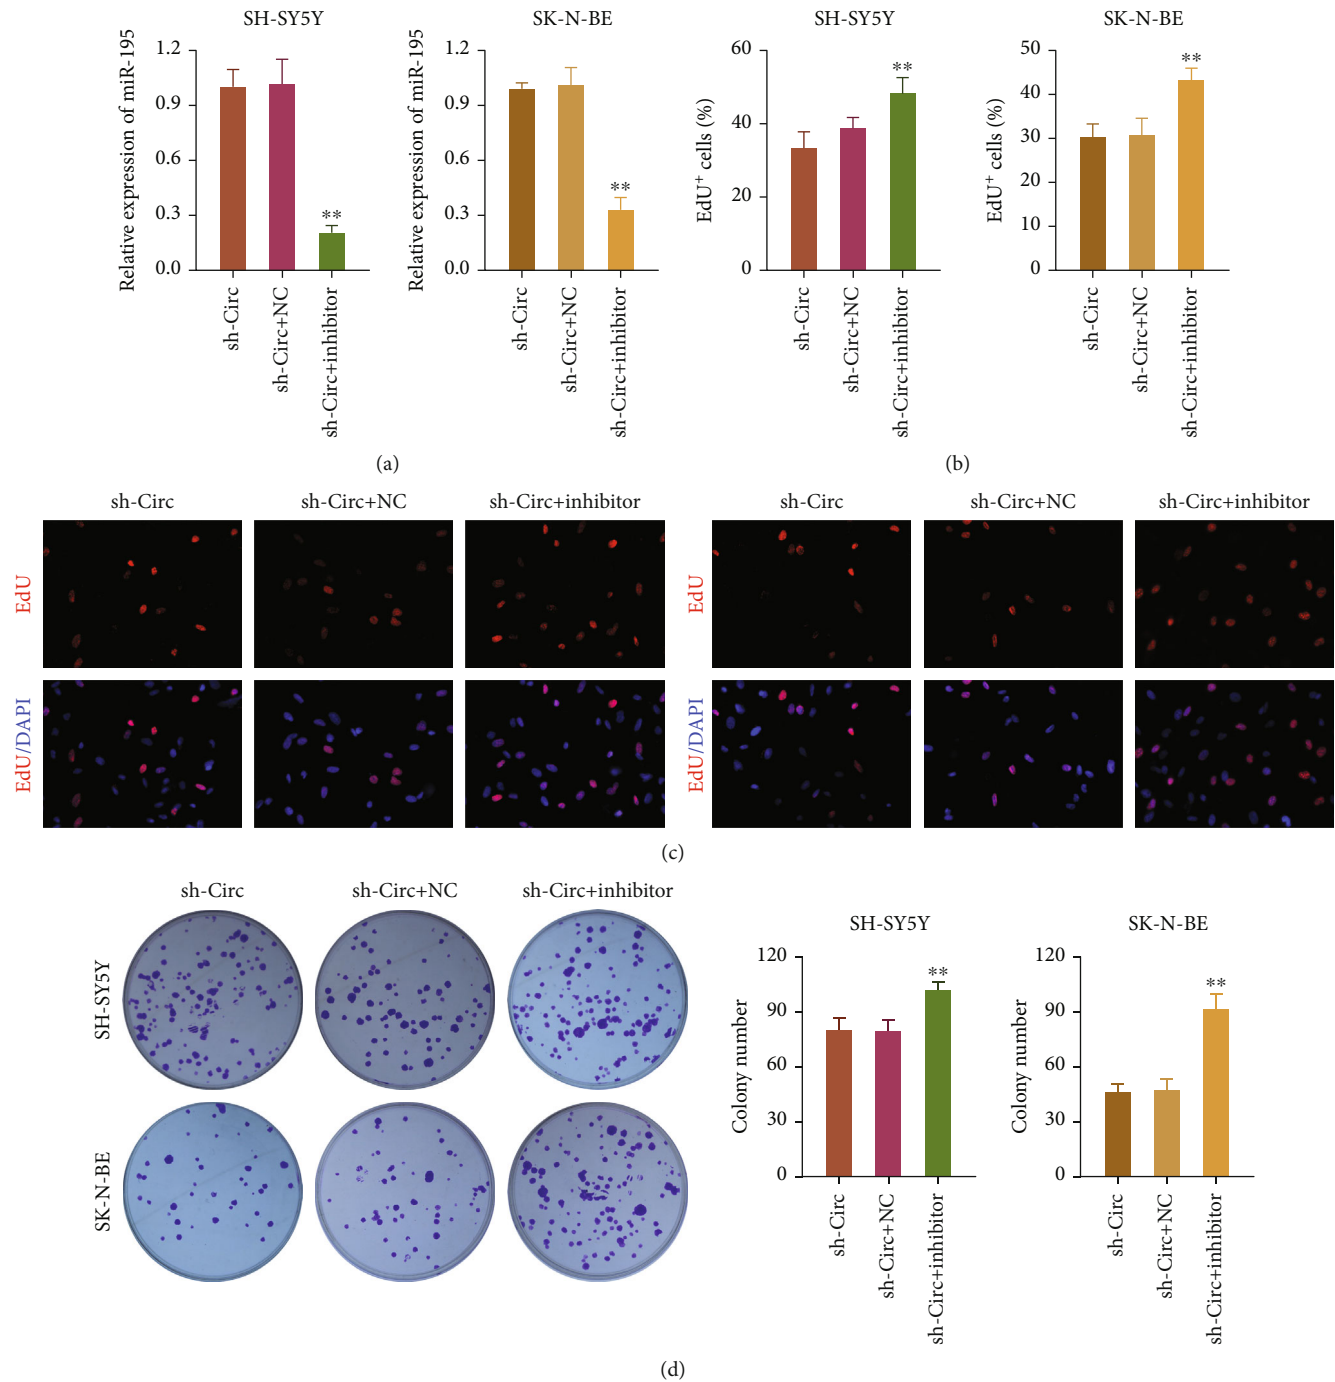 SH-SY5Y
Relative expression of miR-195
1.2
0.9
0.6
0.3
0.0
**
sh-Circ
sh-Circ+NC
sh-Circ+inhibitor
SK-N-BE
Relative expression of miR-195
1.2
0.9
0.6
0.3
0.0
**
sh-Circ
sh-Circ+NC
sh-Circ+inhibitor
(a)
SH-SY5Y
EdU⁺ cells (%)
60
40
20
0
**
sh-Circ
sh-Circ+NC
sh-Circ+inhibitor
SK-N-BE
EdU⁺ cells (%)
50
40
30
20
10
0
**
sh-Circ
sh-Circ+NC
sh-Circ+inhibitor
(b)
sh-Circ sh-Circ+NC sh-Circ+inhibitor
EdU
EdU/DAPI
sh-Circ sh-Circ+NC sh-Circ+inhibitor
EdU
EdU/DAPI
(c)
sh-Circ sh-Circ+NC sh-Circ+inhibitor
SH-SY5Y
SK-N-BE
SH-SY5Y
Colony number
120
90
60
30
0
**
sh-Circ
sh-Circ+NC
sh-Circ+inhibitor
SK-N-BE
Colony number
120
90
60
30
0
**
sh-Circ
sh-Circ+NC
sh-Circ+inhibitor
(d)